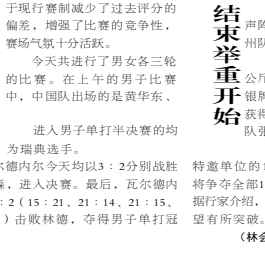 于现行赛制减少了过去评分的
偏差，增强了比赛的竞争性，
赛场气氛十分活跃。
今天共进行了男女各三轮
的比赛。在上午的男子比赛
中，中国队出场的是黄华东、
进入男子单打半决赛的均
为瑞典选手。
尔德内尔今天均以3：2分别战胜
，进入决赛。最后，瓦尔德内
：2（15：21、21：14、21：15、
）击败林德，夺得男子单打冠
结束举重开始
声阵
州队
公斤
银牌
获得
队张
特邀单位的
将争夺全部1
据行家介绍，
望有所突破。
（林会